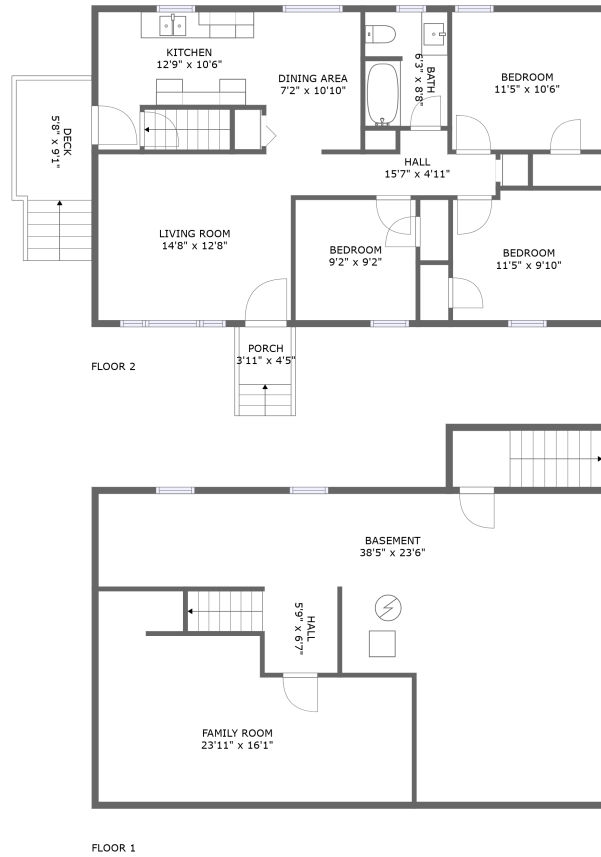 KITCHEN
12'9" x 10'6"
DINING AREA
7'2" x 10'10"
BATH
6'3" x 8'8"
BEDROOM
11'5" x 10'6"
DECK
5'8" x 9'1"
HALL
15'7" x 4'11"
LIVING ROOM
14'8" x 12'8"
BEDROOM
9'2" x 9'2"
BEDROOM
11'5" x 9'10"
PORCH
3'11" x 4'5"
FLOOR 2
BASEMENT
38'5" x 23'6"
HALL
5'9" x 6'7"
FAMILY ROOM
23'11" x 16'1"
FLOOR 1